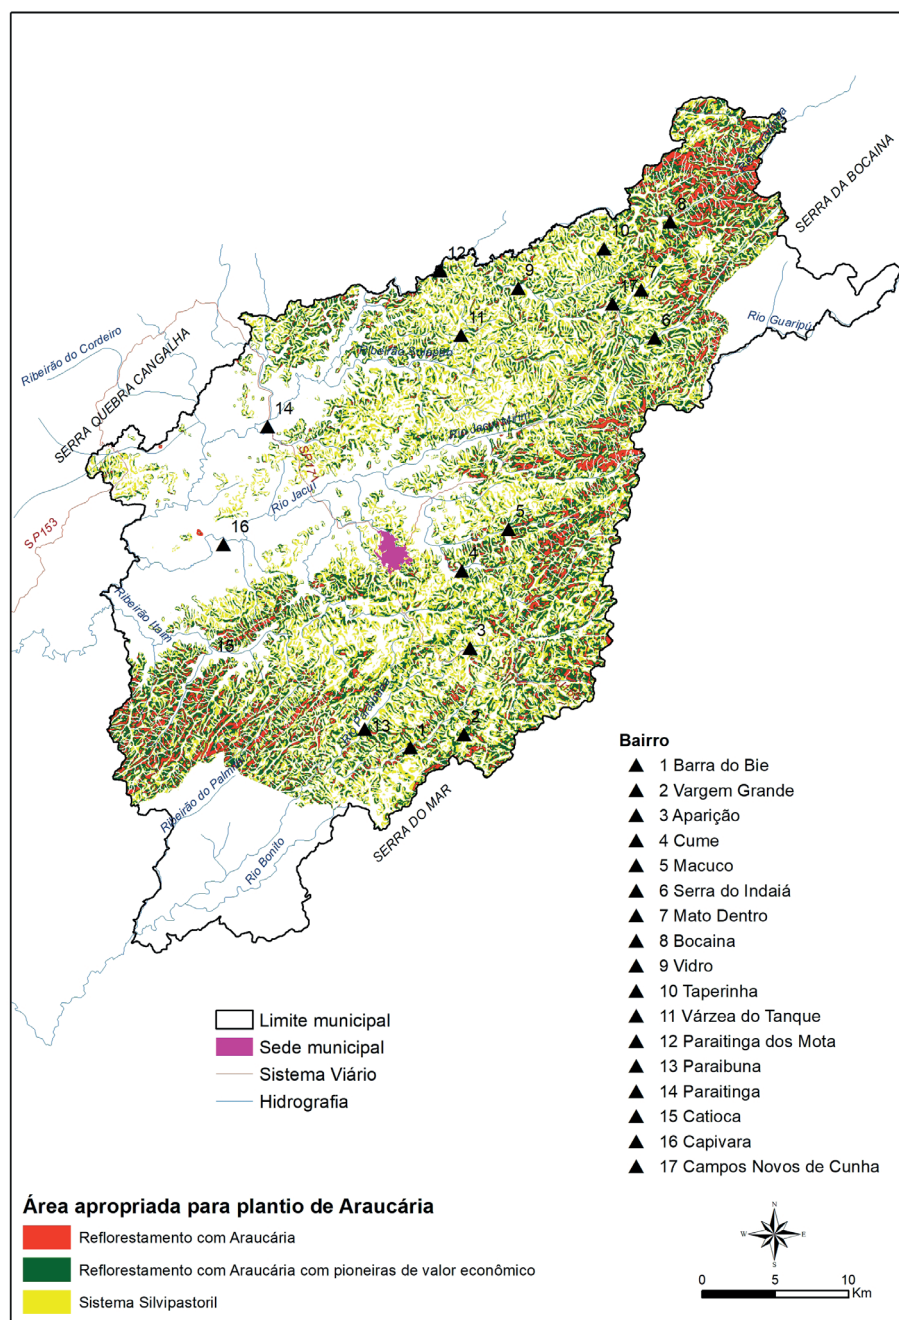 SERRA DA BOCAINA
8
10
12
9
7
17
11
6
Rio Guaripú
Ribeirão do Cordeiro
SERRA QUEBRA CANGALHA
14
Rio Jacuí
SP171
SP153
16
5
4
Ribeirão Itaim
15
3
13
1
2
Ribeirão do Palmital
Rio Bonito
SERRA DO MAR
Bairro
1 Barra do Bie
2 Vargem Grande
3 Aparição
4 Cume
5 Macuco
6 Serra do Indaiá
7 Mato Dentro
8 Bocaina
9 Vidro
10 Taperinha
11 Várzea do Tanque
12 Paraitinga dos Mota
13 Paraibuna
14 Paraitinga
15 Catioca
16 Capivara
17 Campos Novos de Cunha
Limite municipal
Sede municipal
Sistema Viário
Hidrografia
Área apropriada para plantio de Araucária
Reflorestamento com Araucária
Reflorestamento com Araucária com pioneiras de valor econômico
Sistema Silvipastoril
N
W E
S
0 5 10
Km